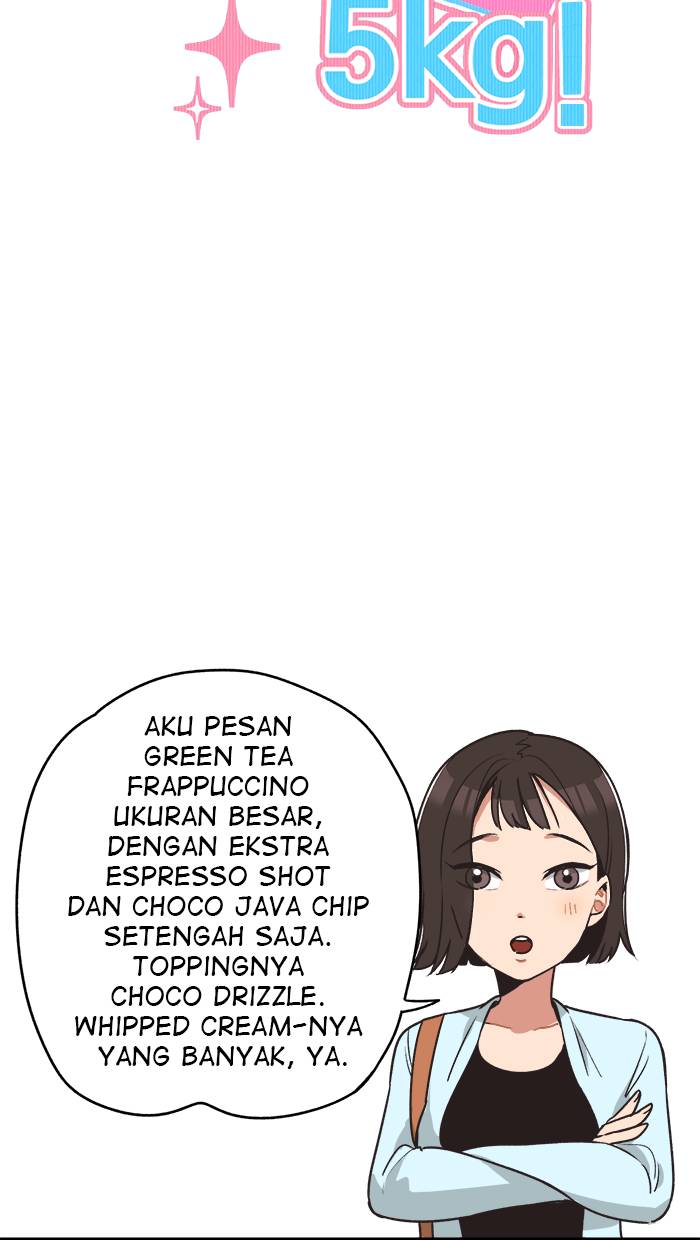 5kg!
AKU PESAN
GREEN TEA
FRAPPUCCINO
UKURAN BESAR,
DENGAN EKSTRA
ESPRESSO SHOT
DAN CHOCO JAVA CHIP
SETENGAH SAJA.
TOPPINGNYA
CHOCO DRIZZLE.
WHIPPED CREAM-NYA
YANG BANYAK, YA.